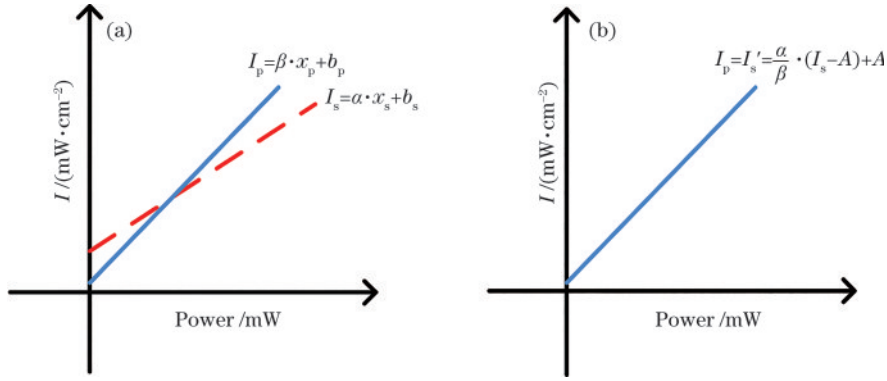 (a)
I_p=β·x_p+b_p
I_s=α·x_s+b_s
I /(mW·cm⁻²)
Power /mW
(b)
I_p=I_s′=α/β ·(I_s−A)+A
I /(mW·cm⁻²)
Power /mW